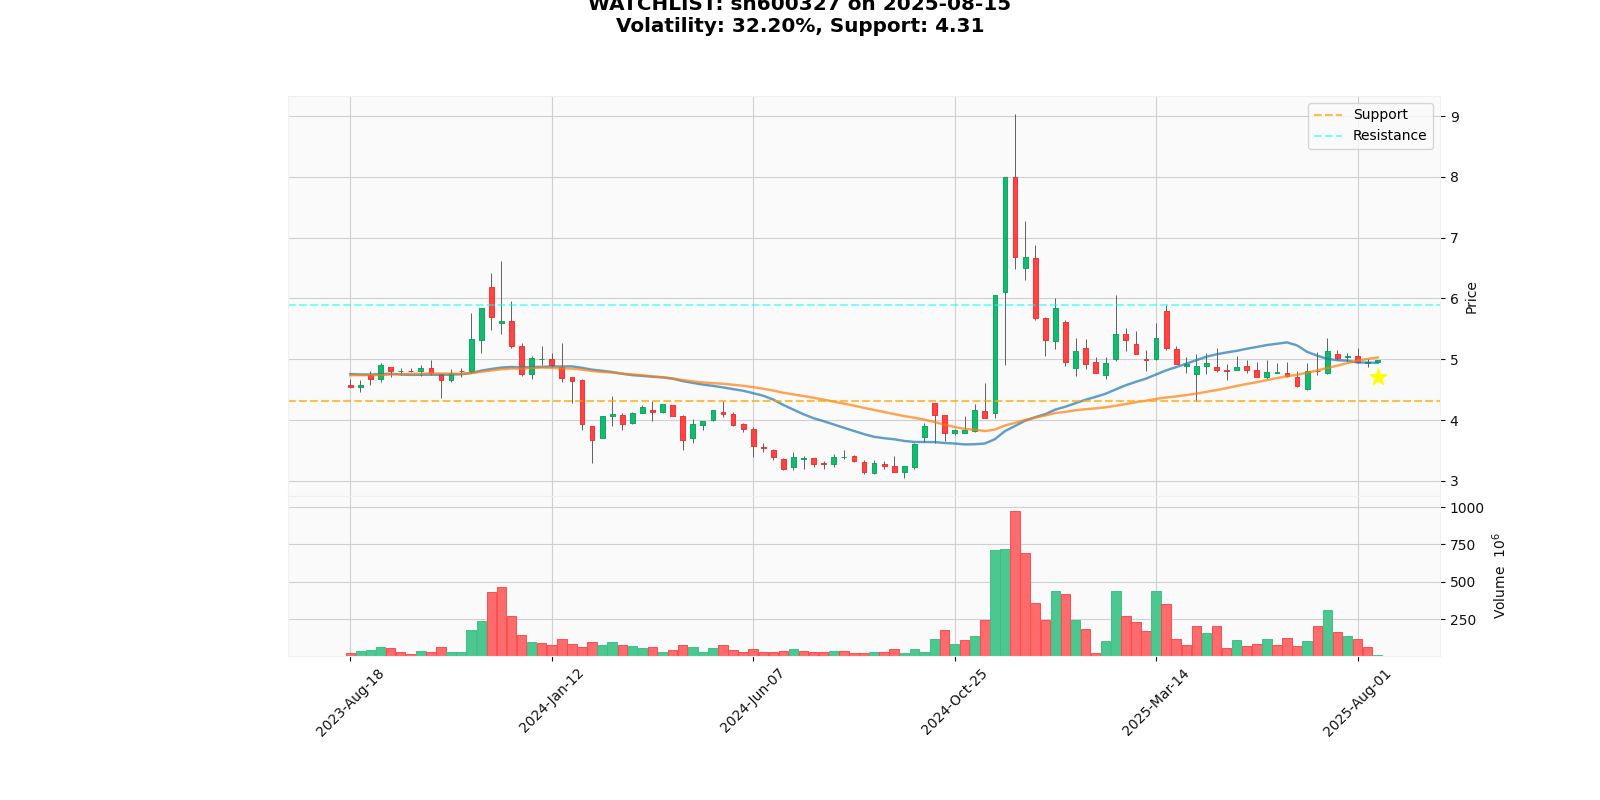 WATCHLIST: sh600327 on 2025-08-15
Volatility: 32.20%, Support: 4.31
Support
Resistance
9
8
7
6
5
4
3
Price
1000
750
500
250
Volume 10^6
2023-Aug-18
2024-Jan-12
2024-Jun-07
2024-Oct-25
2025-Mar-14
2025-Aug-01